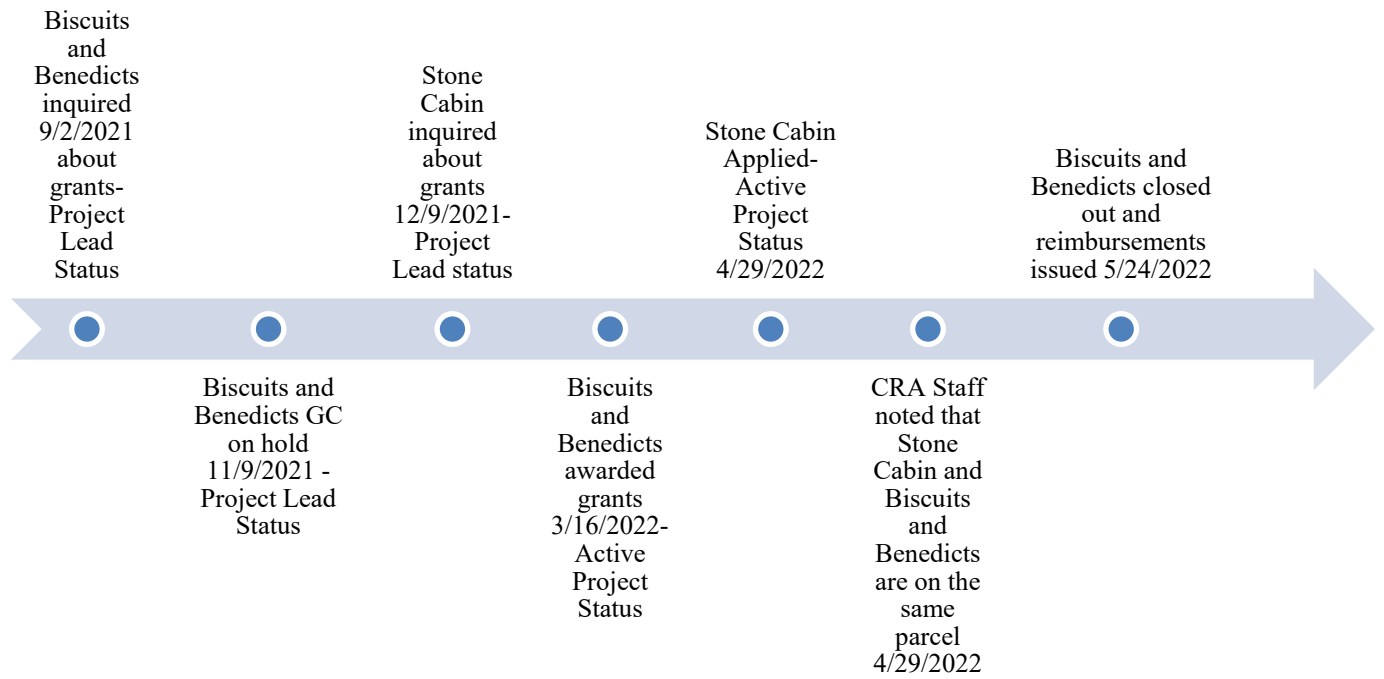 Biscuits
and
Benedicts
inquired
9/2/2021
about
grants-
Project
Lead
Status
Biscuits and
Benedicts GC
on hold
11/9/2021 -
Project Lead
Status
Stone
Cabin
inquired
about
grants
12/9/2021-
Project
Lead status
Biscuits
and
Benedicts
awarded
grants
3/16/2022-
Active
Project
Status
Stone Cabin
Applied-
Active
Project
Status
4/29/2022
CRA Staff
noted that
Stone
Cabin and
Biscuits
and
Benedicts
are on the
same
parcel
4/29/2022
Biscuits and
Benedicts closed
out and
reimbursements
issued 5/24/2022